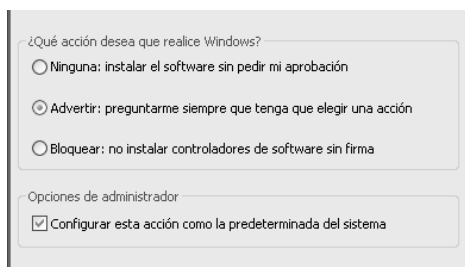 ¿Qué acción desea que realice Windows?
Ninguna: instalar el software sin pedir mi aprobación
Advertir: preguntarme siempre que tenga que elegir una acción
Bloquear: no instalar controladores de software sin firma
Opciones de administrador
Configurar esta acción como la predeterminada del sistema